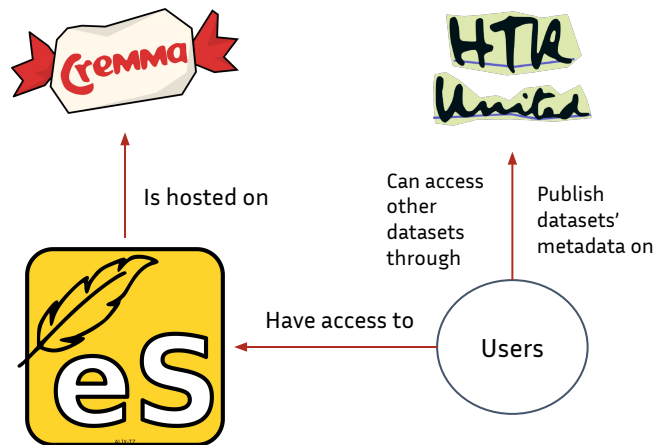 CREMMA
HTR
United
Is hosted on
Can access
other
datasets
through
Publish
datasets'
metadata on
Have access to
Users
eS